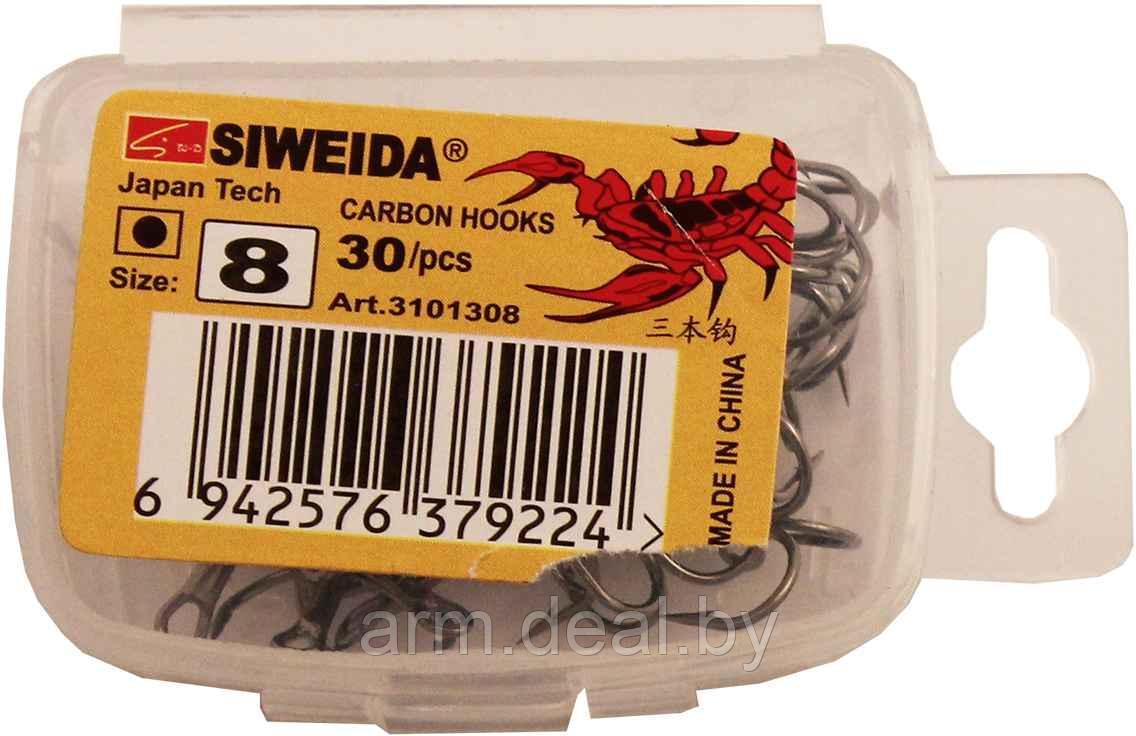 SIWEIDA®
Japan Tech
CARBON HOOKS
30/pcs
Size: 8
Art.3101308
三本钩
MADE IN CHINA
6 942576 379224 >
arm.deal.by